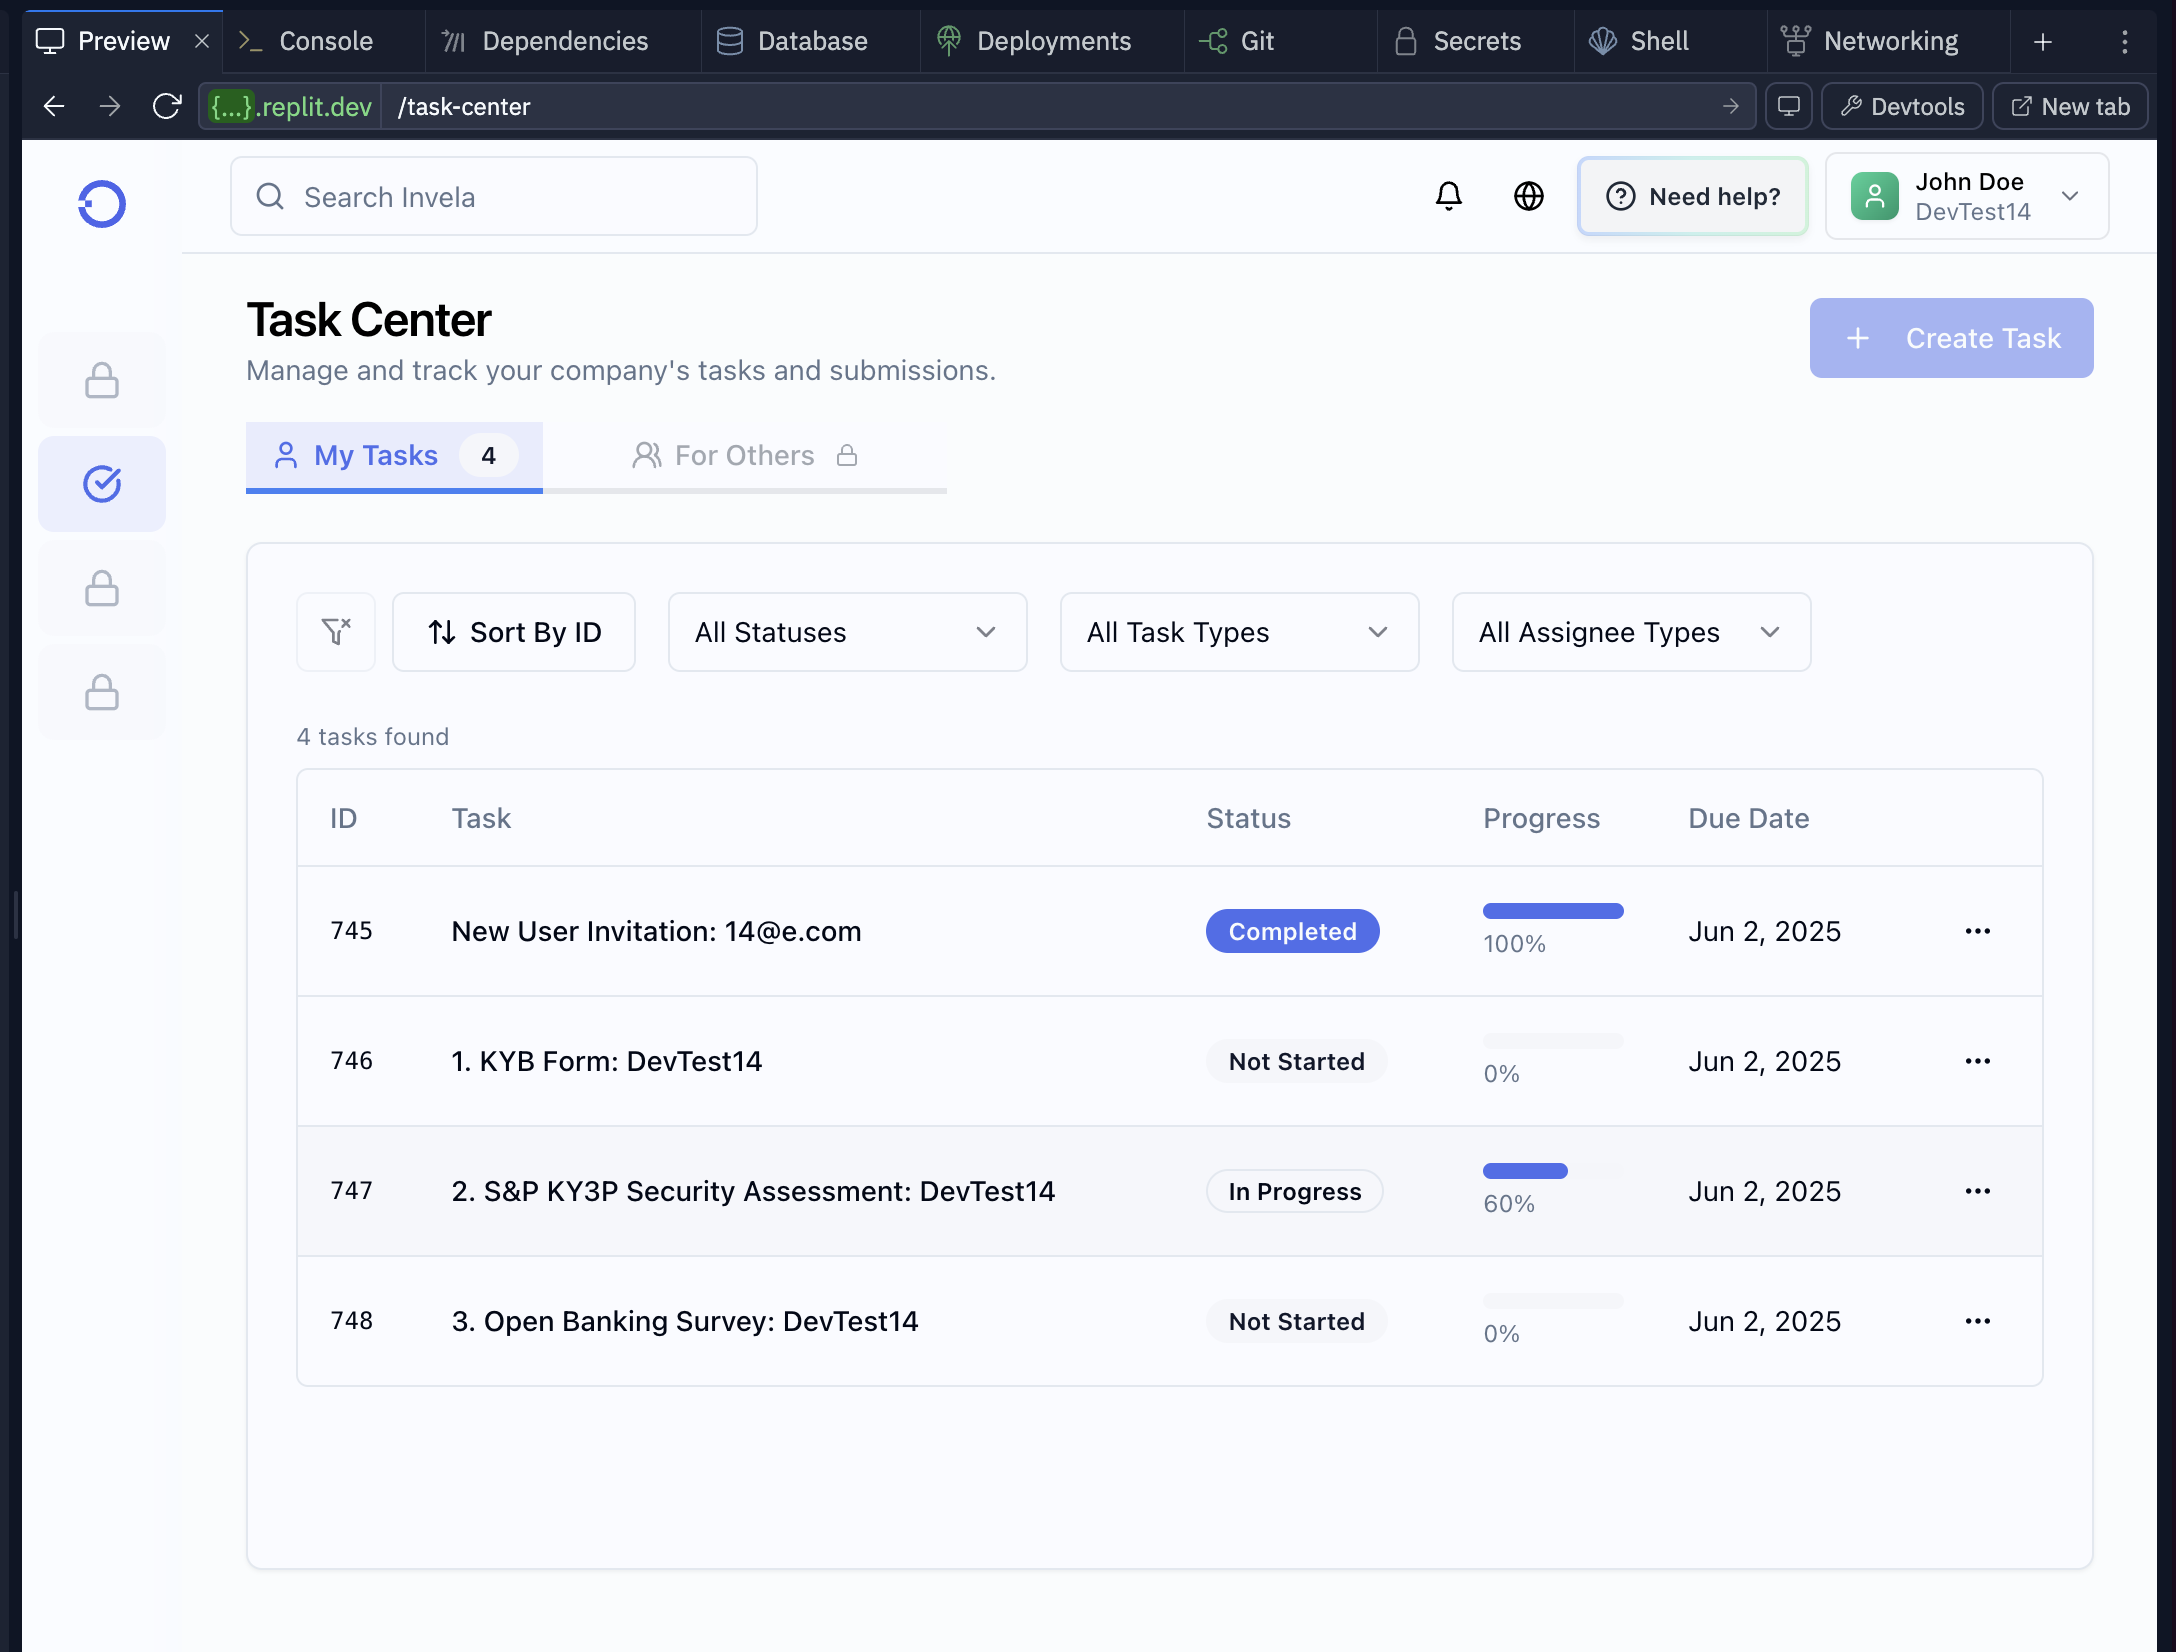 Preview
Console
Dependencies
Database
Deployments
Git
Secrets
Shell
Networking
{...}.replit.dev /task-center
Devtools
New tab
Search Invela
Need help?
John Doe
DevTest14
Task Center
Manage and track your company's tasks and submissions.
Create Task
My Tasks 4
For Others
Sort By ID
All Statuses
All Task Types
All Assignee Types
4 tasks found
ID Task Status Progress Due Date
745 New User Invitation: 14@e.com Completed 100% Jun 2, 2025
746 1. KYB Form: DevTest14 Not Started 0% Jun 2, 2025
747 2. S&P KY3P Security Assessment: DevTest14 In Progress 60% Jun 2, 2025
748 3. Open Banking Survey: DevTest14 Not Started 0% Jun 2, 2025